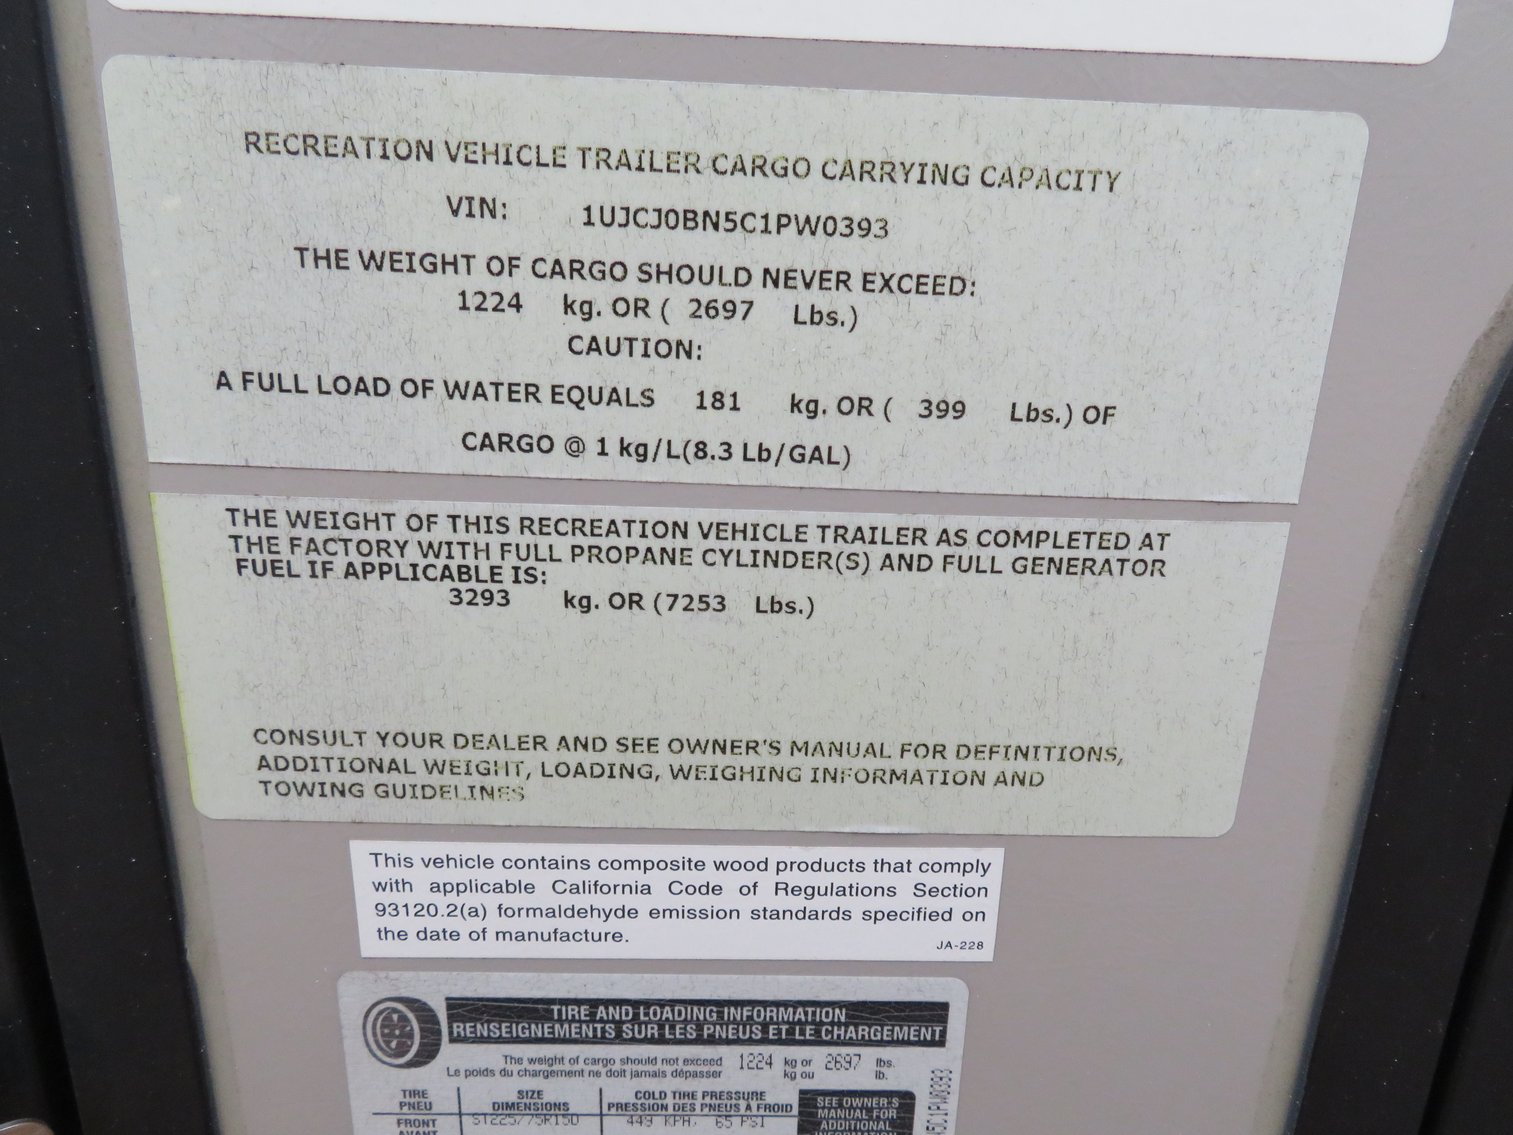 RECREATION VEHICLE TRAILER CARGO CARRYING CAPACITY
VIN: 1UJCJ0BN5C1PW0393
THE WEIGHT OF CARGO SHOULD NEVER EXCEED:
1224 kg. OR ( 2697 Lbs.)
CAUTION:
A FULL LOAD OF WATER EQUALS 181 kg. OR ( 399 Lbs.) OF
CARGO @ 1 kg/L(8.3 Lb/GAL)
THE WEIGHT OF THIS RECREATION VEHICLE TRAILER AS COMPLETED AT
THE FACTORY WITH FULL PROPANE CYLINDER(S) AND FULL GENERATOR
FUEL IF APPLICABLE IS:
3293 kg. OR (7253 Lbs.)
CONSULT YOUR DEALER AND SEE OWNER'S MANUAL FOR DEFINITIONS,
ADDITIONAL WEIGHT, LOADING, WEIGHING INFORMATION AND
TOWING GUIDELINES
This vehicle contains composite wood products that comply
with applicable California Code of Regulations Section
93120.2(a) formaldehyde emission standards specified on
the date of manufacture.
JA-228
TIRE AND LOADING INFORMATION
RENSEIGNEMENTS SUR LES PNEUS ET LE CHARGEMENT
The weight of cargo should not exceed 1224 kg or 2697 lbs.
Le poids du chargement ne doit jamais dépasser kg ou lb.
TIRE SIZE COLD TIRE PRESSURE
PNEU DIMENSIONS PRESSION DES PNEUS À FROID
SEE OWNER'S
MANUAL FOR
ADDITIONAL
INFORMATION
FRONT ST225/75R15D 449 KPH, 65 PSI
AVANT